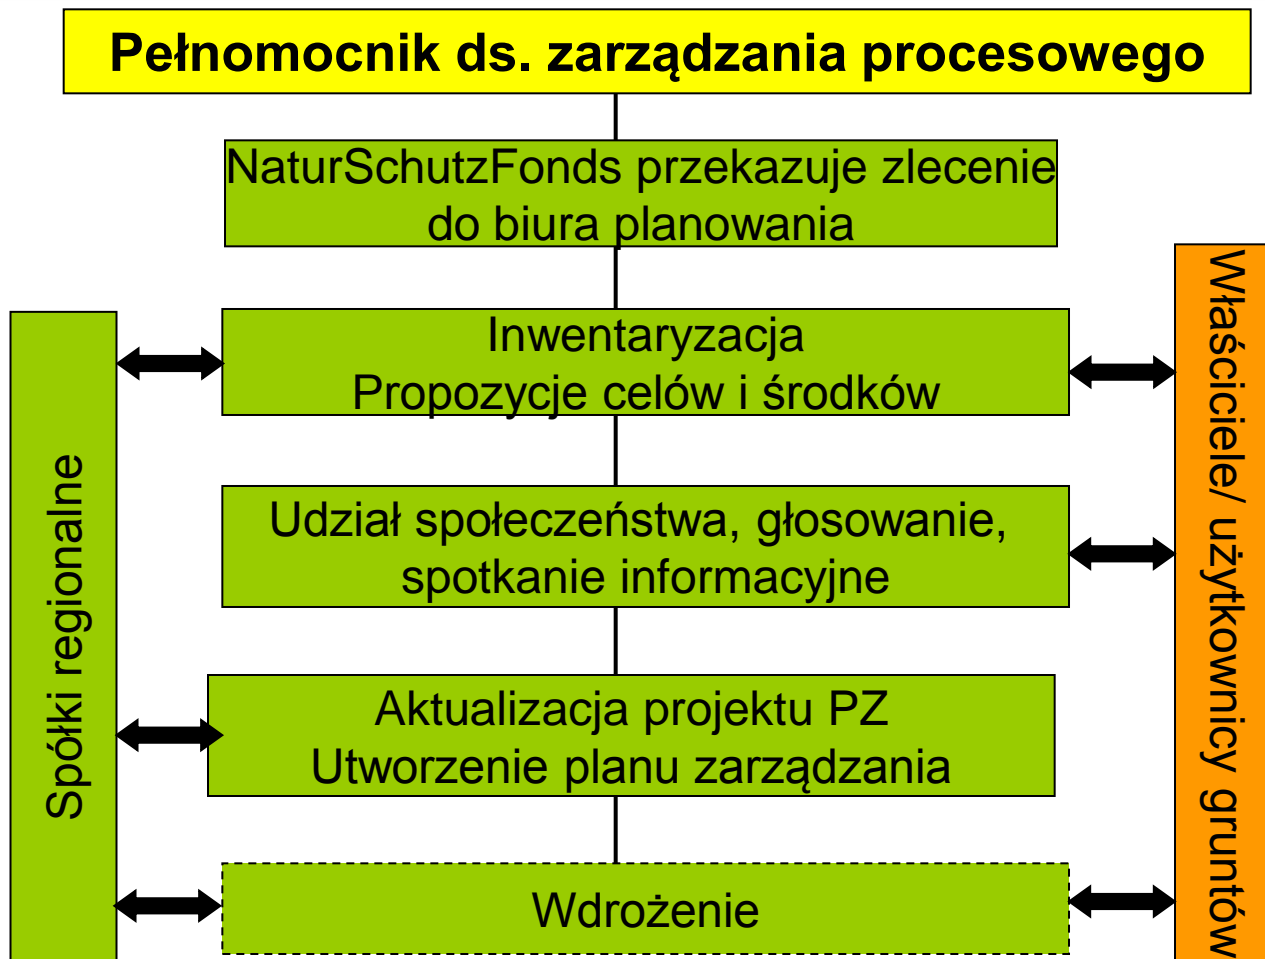 Pełnomocnik ds. zarządzania procesowego
NaturSchutzFonds przekazuje zlecenie
do biura planowania
Inwentaryzacja
Propozycje celów i środków
Udział społeczeństwa, głosowanie,
spotkanie informacyjne
Aktualizacja projektu PZ
Utworzenie planu zarządzania
Wdrożenie
Spółki regionalne
Właściciele/ użytkownicy gruntów